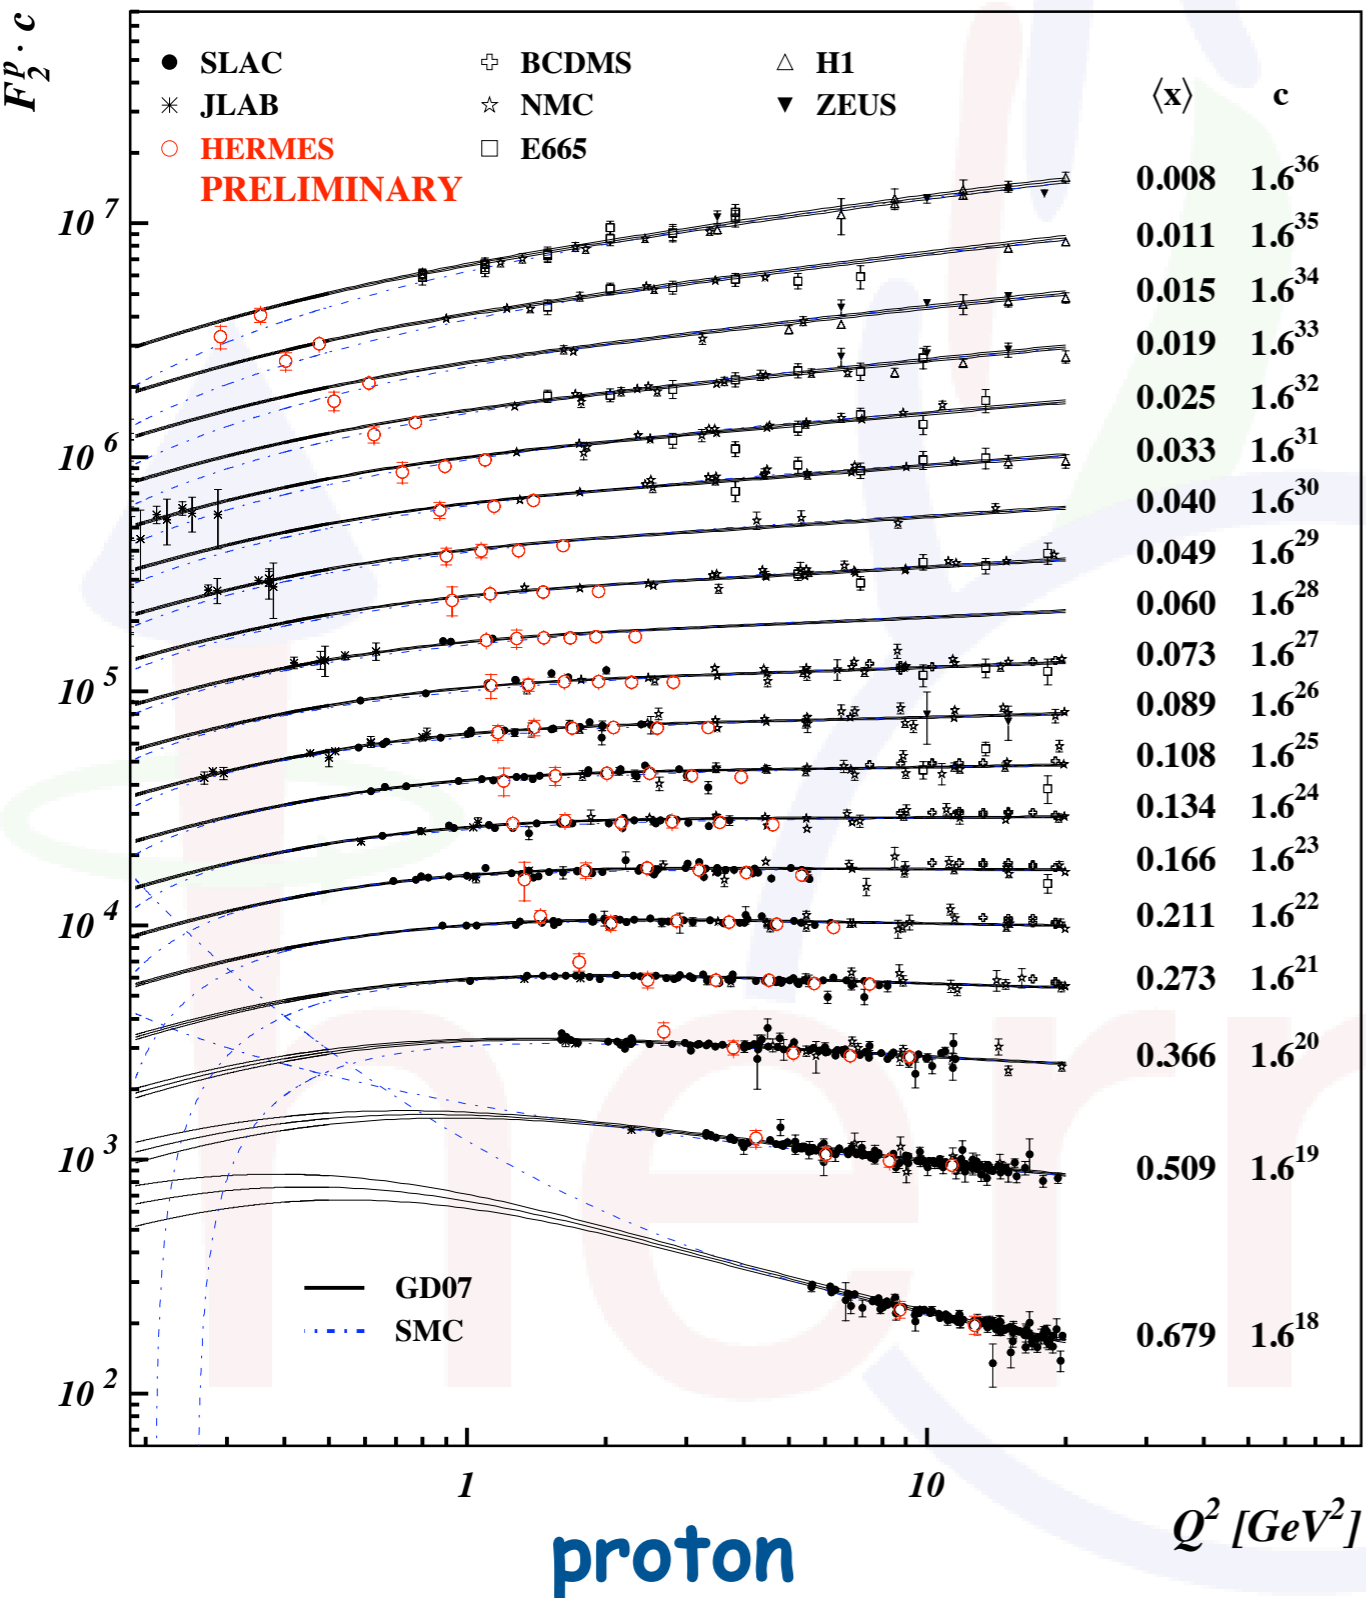 F₂ᵖ · c
SLAC
JLAB
HERMES
PRELIMINARY
BCDMS
NMC
E665
H1
ZEUS
⟨x⟩ c
0.008 1.6³⁶
0.011 1.6³⁵
0.015 1.6³⁴
0.019 1.6³³
0.025 1.6³²
0.033 1.6³¹
0.040 1.6³⁰
0.049 1.6²⁹
0.060 1.6²⁸
0.073 1.6²⁷
0.089 1.6²⁶
0.108 1.6²⁵
0.134 1.6²⁴
0.166 1.6²³
0.211 1.6²²
0.273 1.6²¹
0.366 1.6²⁰
0.509 1.6¹⁹
0.679 1.6¹⁸
10⁷
10⁶
10⁵
10⁴
10³
10²
GD07
SMC
1
10
Q² [GeV²]
proton
herm